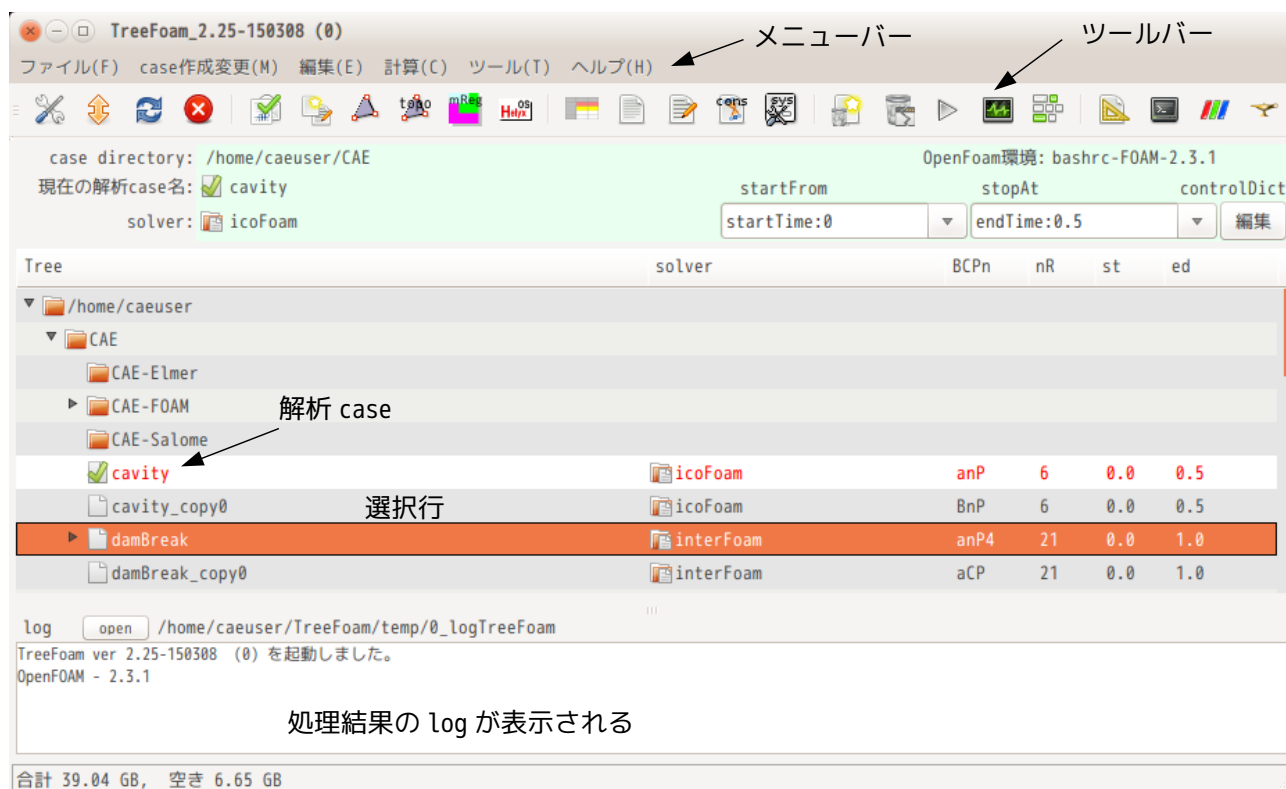 TreeFoam_2.25-150308 (0)
メニューバー
ツールバー
ファイル(F) case作成変更(M) 編集(E) 計算(C) ツール(T) ヘルプ(H)
topo mReg Helyx OS cons sys
case directory: /home/caeuser/CAE OpenFoam環境: bashrc-FOAM-2.3.1
現在の解析case名: cavity startFrom stopAt controlDict
solver: icoFoam startTime:0 endTime:0.5 編集
Tree solver BCPn nR st ed
/home/caeuser
CAE
CAE-Elmer
CAE-FOAM
解析 case
CAE-Salome
cavity icoFoam anP 6 0.0 0.5
cavity_copy0 選択行 icoFoam BnP 6 0.0 0.5
damBreak interFoam anP4 21 0.0 1.0
damBreak_copy0 interFoam aCP 21 0.0 1.0
log open /home/caeuser/TreeFoam/temp/0_logTreeFoam
TreeFoam ver 2.25-150308 (0) を起動しました。
OpenFOAM - 2.3.1
処理結果の log が表示される
合計 39.04 GB, 空き 6.65 GB